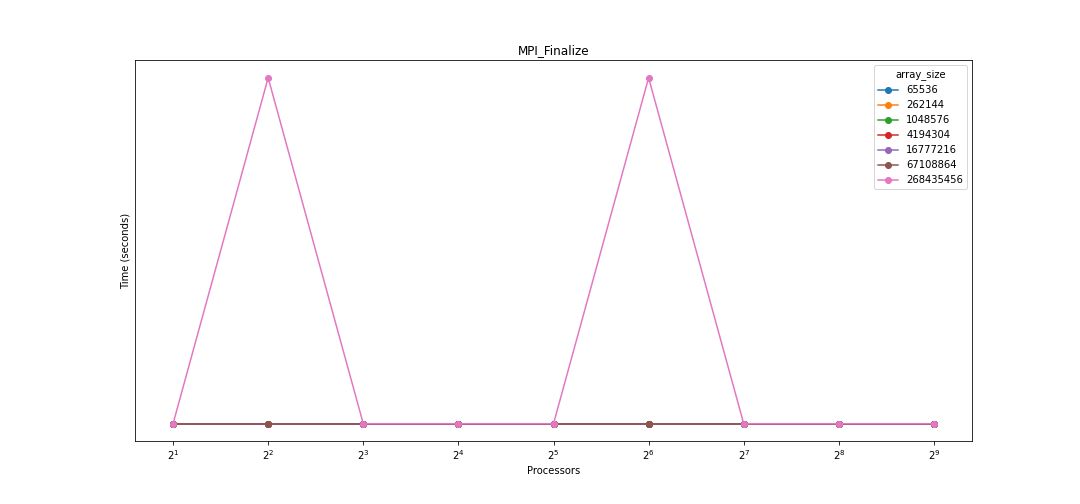 MPI_Finalize
array_size
65536
262144
1048576
4194304
16777216
67108864
268435456
Time (seconds)
2¹ 2² 2³ 2⁴ 2⁵ 2⁶ 2⁷ 2⁸ 2⁹
Processors